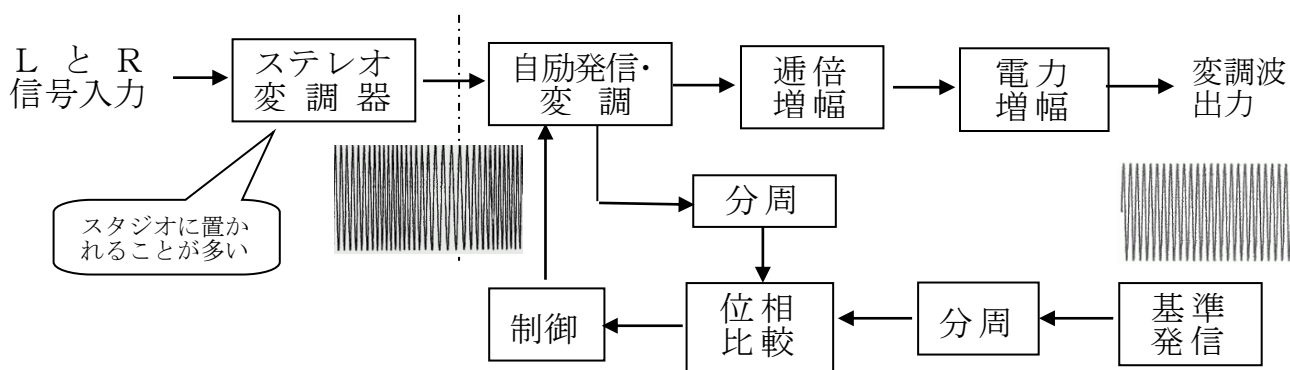 L と R
信号入力
ステレオ
変調器
自励発信・
変調
逓倍
増幅
電力
増幅
変調波
出力
スタジオに置か
れることが多い
分周
制御
位相
比較
分周
基準
発信